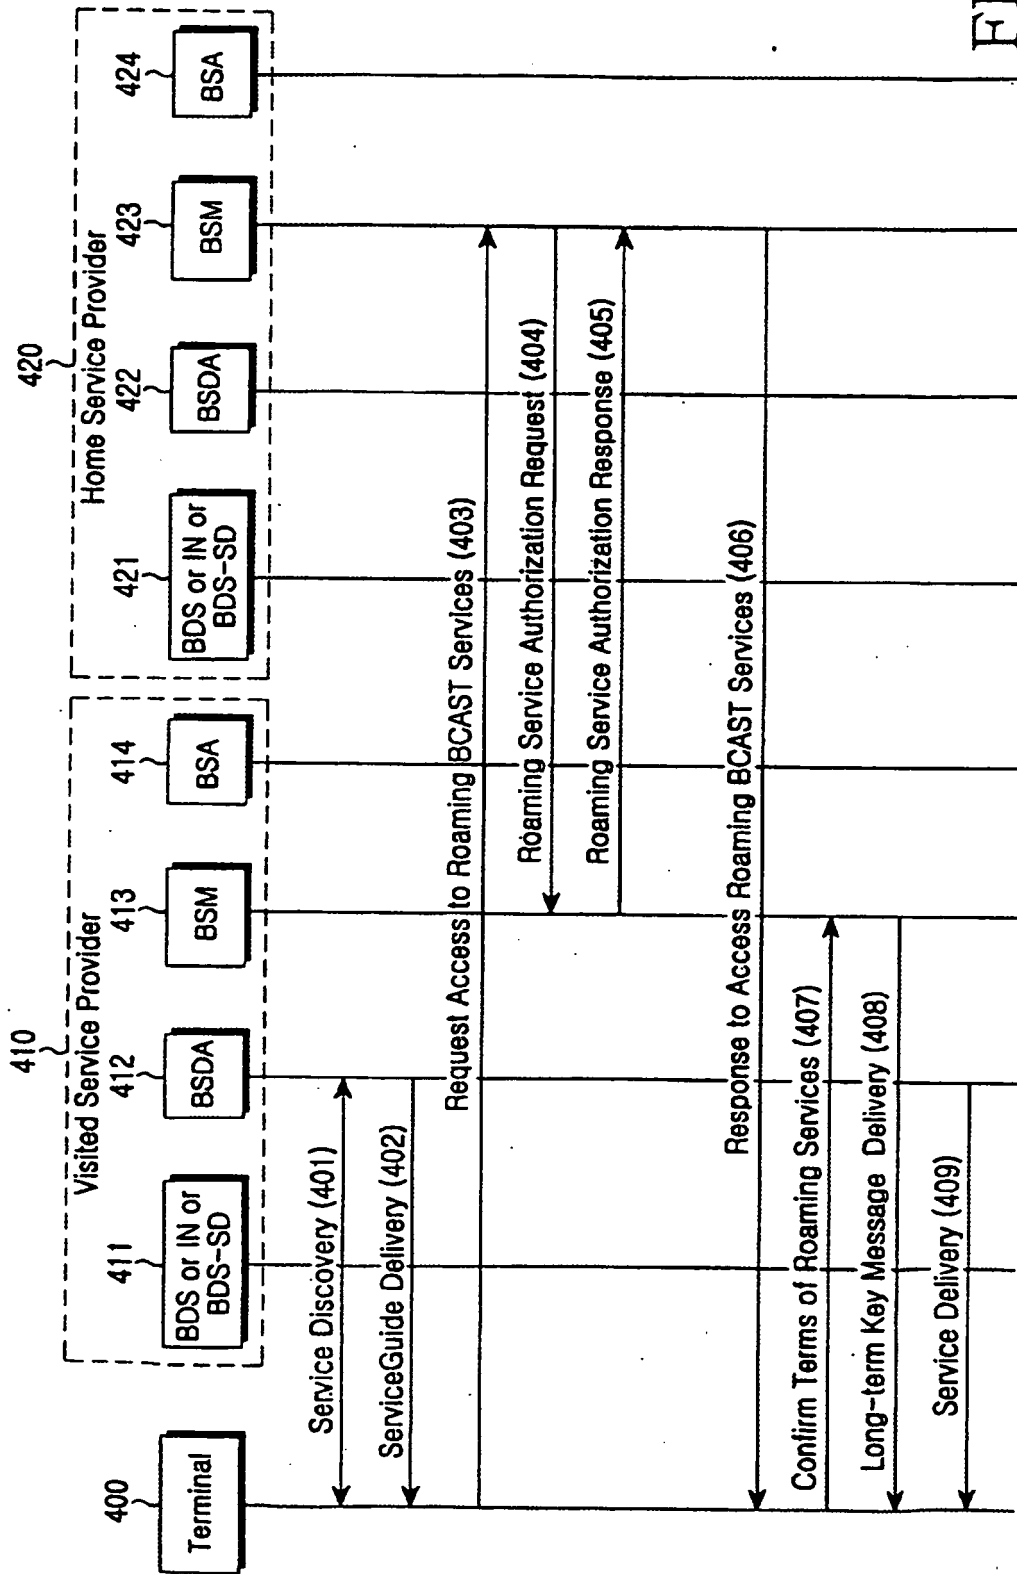 420
Home Service Provider
410
Visited Service Provider
400
411
412
413
414
421
422
423
424
Terminal
BDS or IN or
BDS-SD
BSDA
BSM
BSA
BDS or IN or
BDS-SD
BSDA
BSM
BSA
Service Discovery (401)
ServiceGuide Delivery (402)
Request Access to Roaming BCAST Services (403)
Roaming Service Authorization Request (404)
Roaming Service Authorization Response (405)
Response to Access Roaming BCAST Services (406)
Confirm Terms of Roaming Services (407)
Long-term Key Message Delivery (408)
Service Delivery (409)